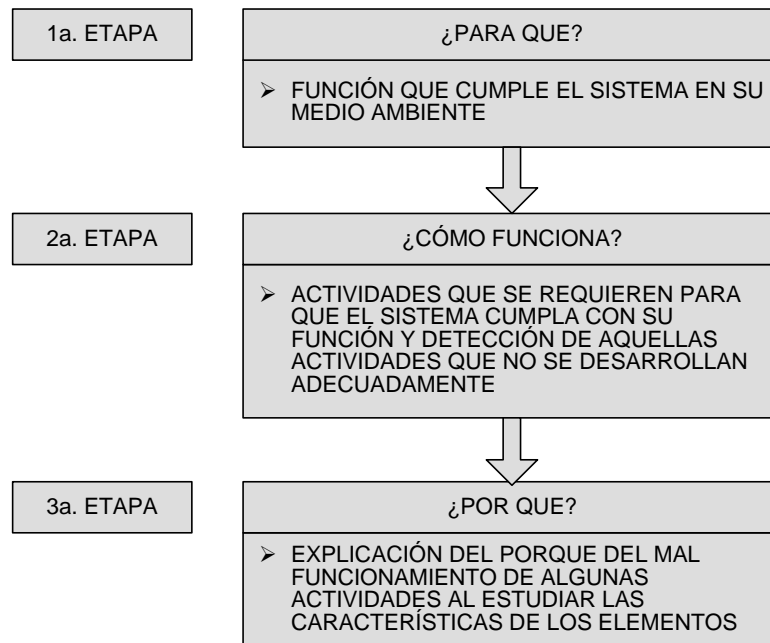 1a. ETAPA
¿PARA QUE?
➢ FUNCIÓN QUE CUMPLE EL SISTEMA EN SU
MEDIO AMBIENTE
2a. ETAPA
¿CÓMO FUNCIONA?
➢ ACTIVIDADES QUE SE REQUIEREN PARA
QUE EL SISTEMA CUMPLA CON SU
FUNCIÓN Y DETECCIÓN DE AQUELLAS
ACTIVIDADES QUE NO SE DESARROLLAN
ADECUADAMENTE
3a. ETAPA
¿POR QUE?
➢ EXPLICACIÓN DEL PORQUE DEL MAL
FUNCIONAMIENTO DE ALGUNAS
ACTIVIDADES AL ESTUDIAR LAS
CARACTERÍSTICAS DE LOS ELEMENTOS